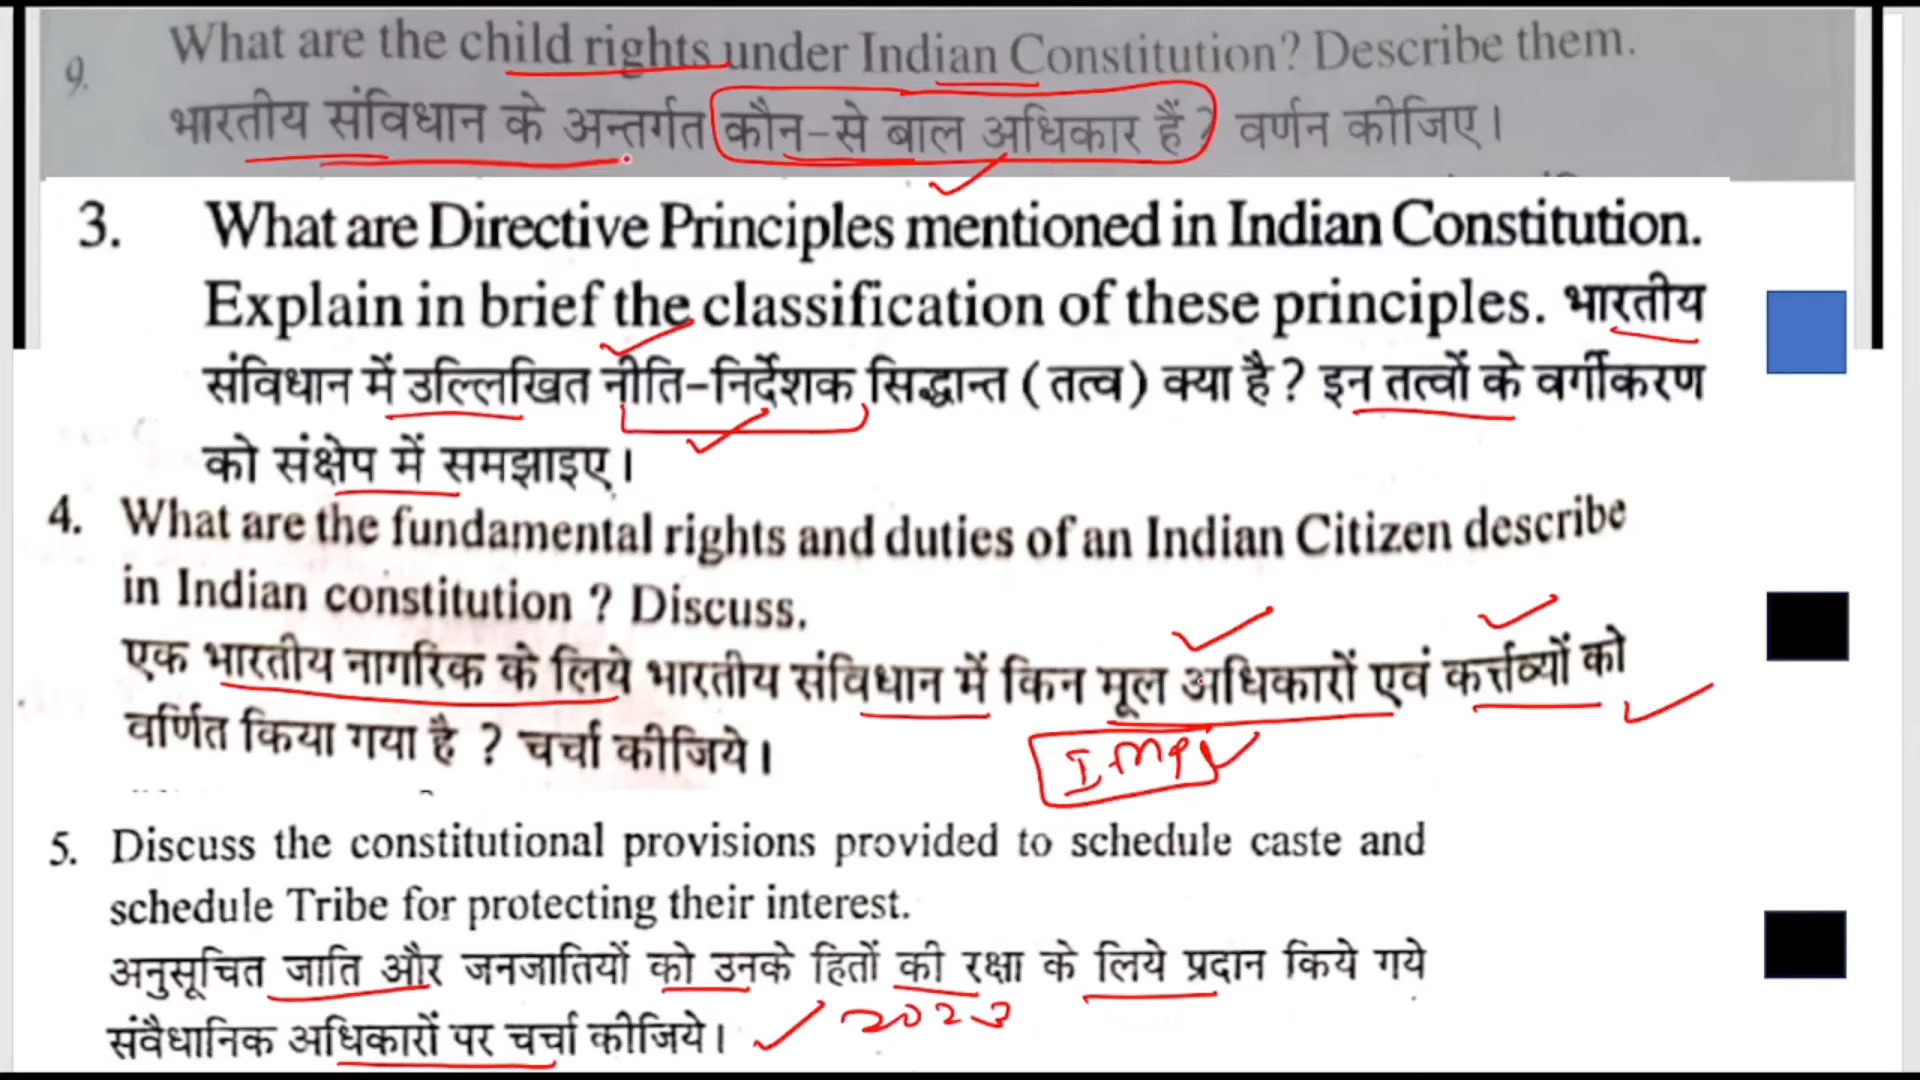 9. What are the child rights under Indian Constitution? Describe them.
भारतीय संविधान के अन्तर्गत कौन-से बाल अधिकार हैं? वर्णन कीजिए।
3. What are Directive Principles mentioned in Indian Constitution.
Explain in brief the classification of these principles. भारतीय
संविधान में उल्लिखित नीति-निर्देशक सिद्धान्त (तत्व) क्या है? इन तत्वों के वर्गीकरण
को संक्षेप में समझाइए।
4. What are the fundamental rights and duties of an Indian Citizen describe
in Indian constitution ? Discuss.
एक भारतीय नागरिक के लिये भारतीय संविधान में किन मूल अधिकारों एवं कर्त्तव्यों को
वर्णित किया गया है ? चर्चा कीजिये।
IMP
5. Discuss the constitutional provisions provided to schedule caste and
schedule Tribe for protecting their interest.
अनुसूचित जाति और जनजातियों को उनके हितों की रक्षा के लिये प्रदान किये गये
संवैधानिक अधिकारों पर चर्चा कीजिये।
2023